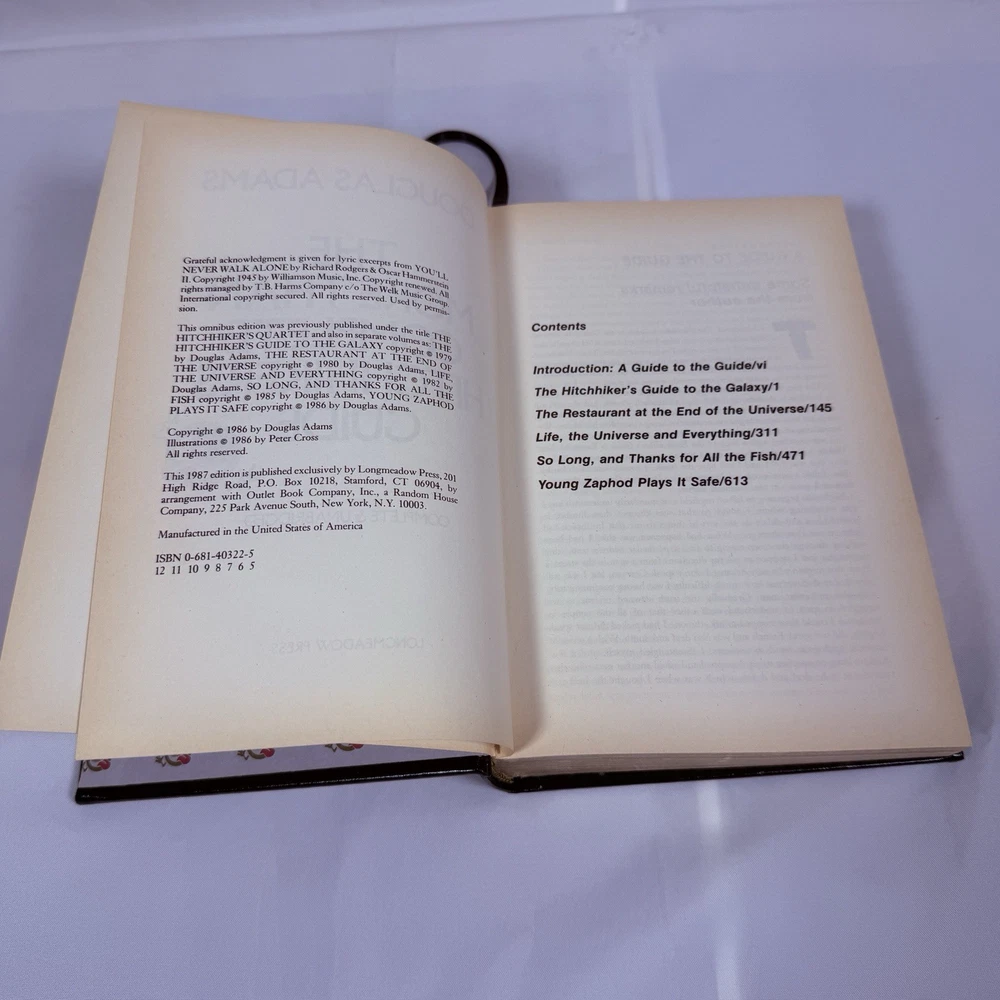 Grateful acknowledgment is given for lyric excerpts from YOU'LL
NEVER WALK ALONE by Richard Rodgers & Oscar Hammerstein
II. Copyright 1945 by Williamson Music, Inc. Copyright renewed. All
rights managed by T.B. Harms Company c/o The Welk Music Group.
International copyright secured. All rights reserved. Used by permis-
sion.
This omnibus edition was previously published under the title THE
HITCHHIKER'S QUARTET and also in separate volumes as: THE
HITCHHIKER'S GUIDE TO THE GALAXY copyright © 1979
by Douglas Adams, THE RESTAURANT AT THE END OF
THE UNIVERSE copyright © 1980 by Douglas Adams, LIFE,
THE UNIVERSE AND EVERYTHING copyright © 1982 by
Douglas Adams, SO LONG, AND THANKS FOR ALL THE
FISH copyright © 1985 by Douglas Adams, YOUNG ZAPHOD
PLAYS IT SAFE copyright © 1986 by Douglas Adams.
Copyright © 1986 by Douglas Adams
Illustrations © 1986 by Peter Cross
All rights reserved.
This 1987 edition is published exclusively by Longmeadow Press, 201
High Ridge Road, P.O. Box 10218, Stamford, CT 06904, by
arrangement with Outlet Book Company, Inc., a Random House
Company, 225 Park Avenue South, New York, N.Y. 10003.
Manufactured in the United States of America
ISBN 0-681-40322-5
12 11 10 9 8 7 6 5
Contents
Introduction: A Guide to the Guide/vi
The Hitchhiker's Guide to the Galaxy/1
The Restaurant at the End of the Universe/145
Life, the Universe and Everything/311
So Long, and Thanks for All the Fish/471
Young Zaphod Plays It Safe/613